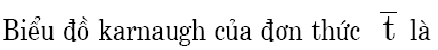 Biểu đồ karnaugh của đơn thức t̅ là